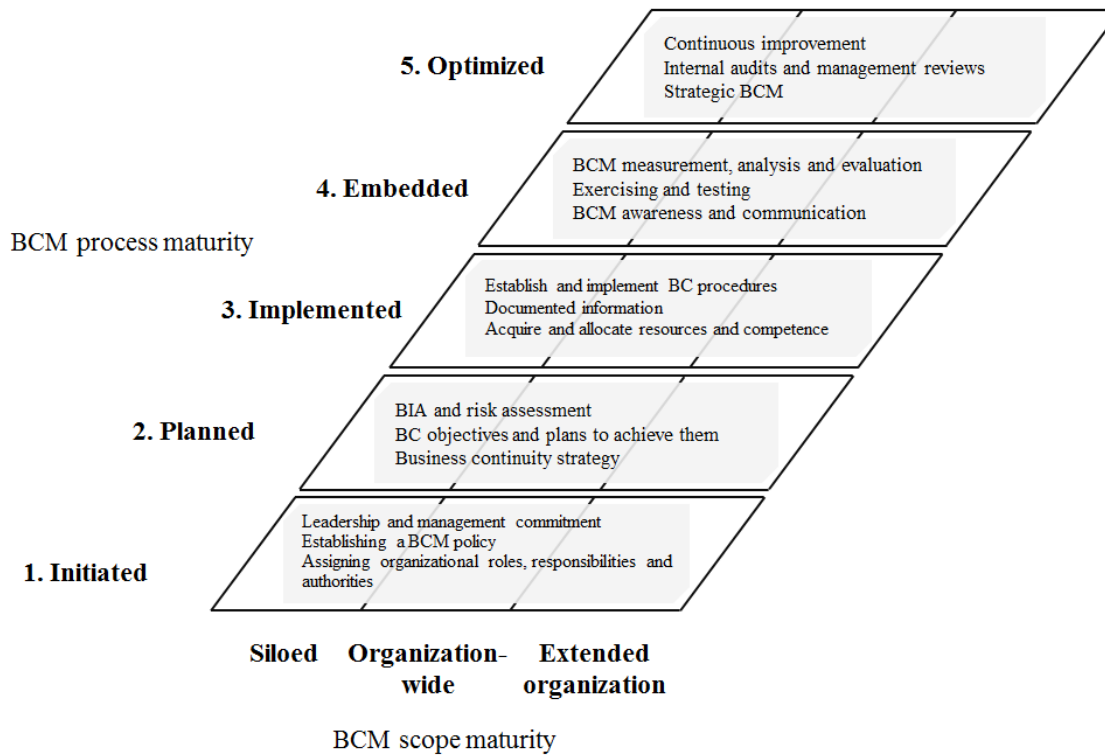 5. Optimized
Continuous improvement
Internal audits and management reviews
Strategic BCM
4. Embedded
BCM measurement, analysis and evaluation
Exercising and testing
BCM awareness and communication
BCM process maturity
3. Implemented
Establish and implement BC procedures
Documented information
Acquire and allocate resources and competence
2. Planned
BIA and risk assessment
BC objectives and plans to achieve them
Business continuity strategy
1. Initiated
Leadership and management commitment
Establishing a BCM policy
Assigning organizational roles, responsibilities and
authorities
Siloed
Organization-
wide
Extended
organization
BCM scope maturity